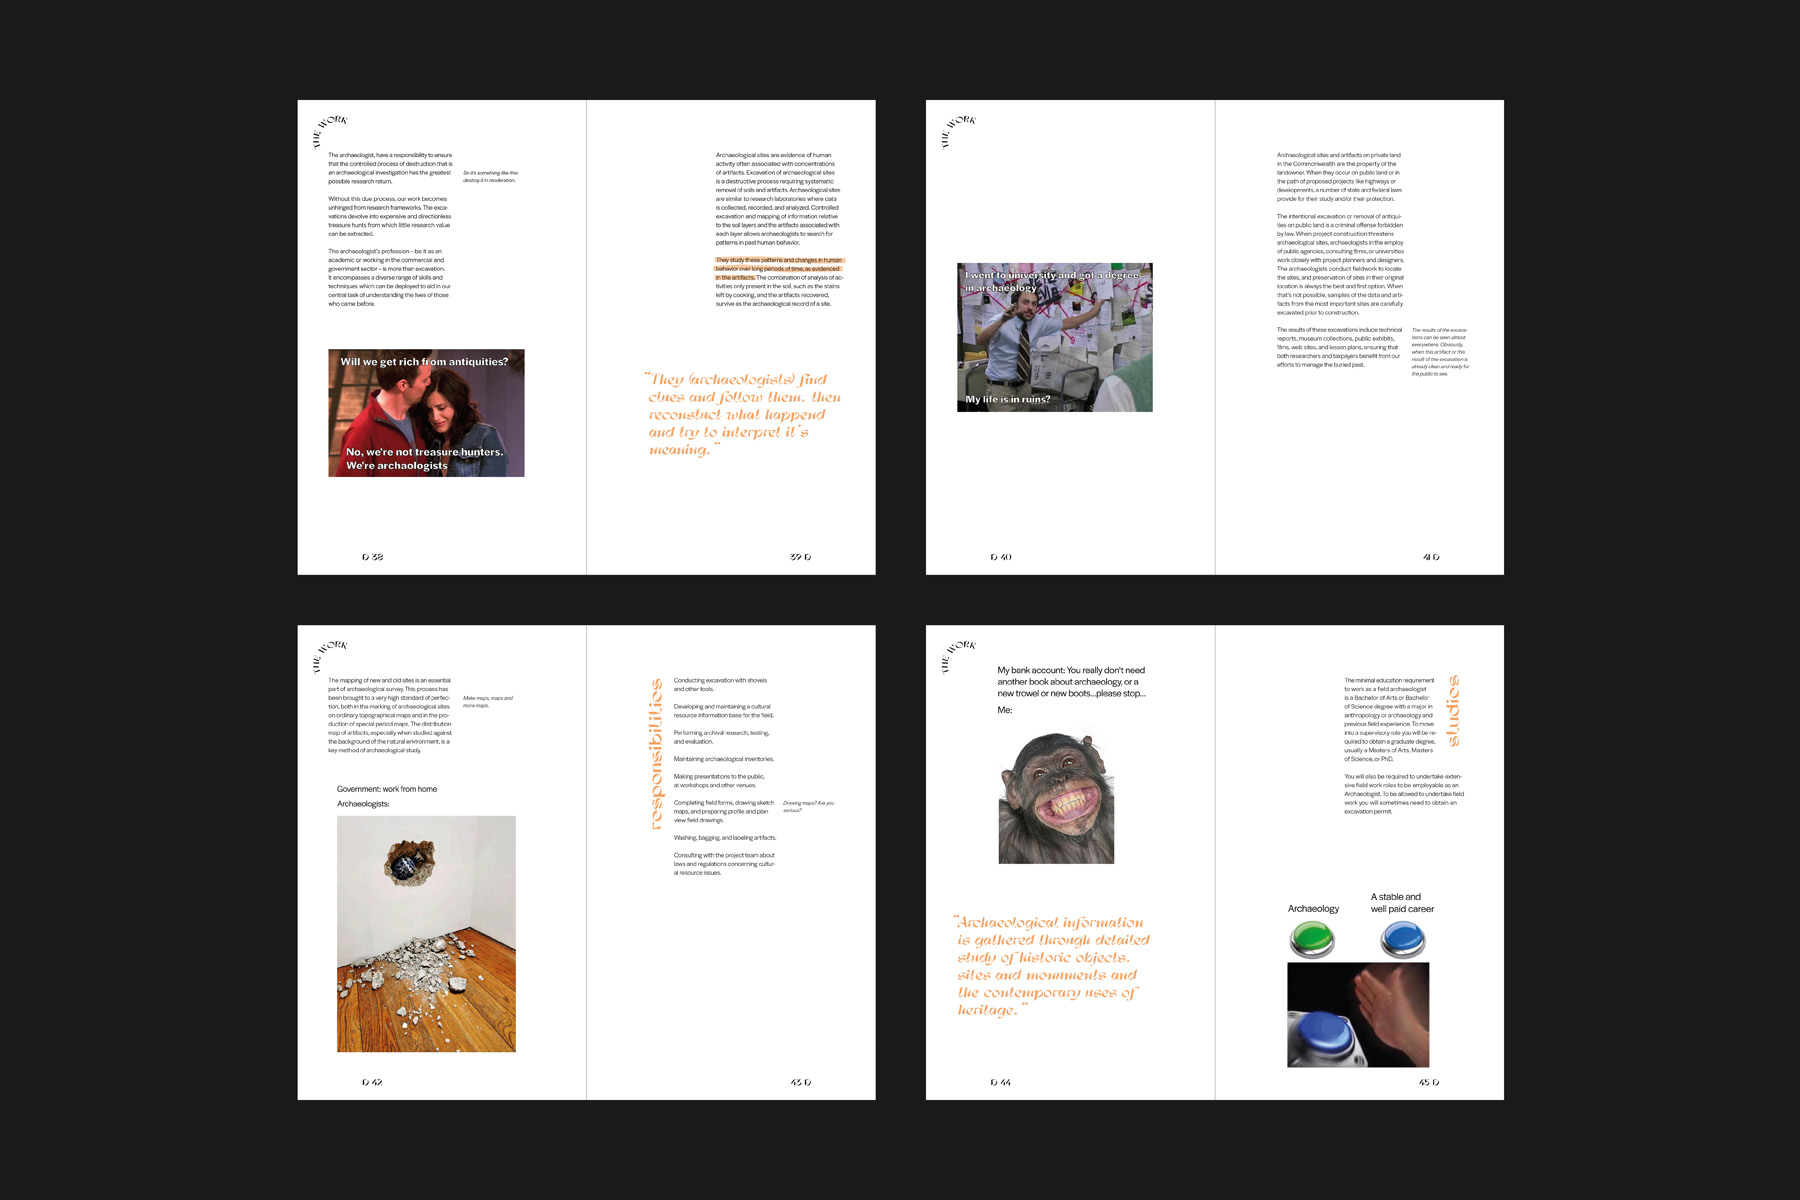 THE WORK
The archaeologist, have a responsibility to ensure
that the controlled process of destruction that is
an archaeological investigation has the greatest
possible research return.
So it's something like this
destroy it in moderation.
Without this due process, our work becomes
unhinged from research frameworks. The exca-
vations devolve into expensive and directionless
treasure hunts from which little research value
can be extracted.
The archaeologist's profession – be it as an
academic or working in the commercial and
government sector – is more than excavation.
It encompasses a diverse range of skills and
techniques which can be deployed to aid in our
central task of understanding the lives of those
who came before.
Will we get rich from antiquities?
No, we're not treasure hunters.
We're archaologists
D 38
Archaeological sites are evidence of human
activity often associated with concentrations
of artifacts. Excavation of archaeological sites
is a destructive process requiring systematic
removal of soils and artifacts. Archaeological sites
are similar to research laboratories where data
is collected, recorded, and analyzed. Controlled
excavation and mapping of information relative
to the soil layers and the artifacts associated with
each layer allows archaeologists to search for
patterns in past human behavior.
They study these patterns and changes in human
behavior over long periods of time, as evidenced
in the artifacts. The combination of analysis of ac-
tivities only present in the soil, such as the stains
left by cooking, and the artifacts recovered,
survive as the archaeological record of a site.
"They (archaeologists) find
clues and follow them, then
reconstuct what happend
and try to interpret it's
meaning."
39 D
THE WORK
I went to university and got a degree
in archaeology
My life is in ruins?
D 40
Archaeological sites and artifacts on private land
in the Commonwealth are the property of the
landowner. When they occur on public land or in
the path of proposed projects like highways or
developments, a number of state and federal laws
provide for their study and/or their protection.
The intentional excavation or removal of antiqui-
ties on public land is a criminal offense forbidden
by law. When project construction threatens
archaeological sites, archaeologists in the employ
of public agencies, consulting firms, or universities
work closely with project planners and designers.
The archaeologists conduct fieldwork to locate
the sites, and preservation of sites in their original
location is always the best and first option. When
that's not possible, samples of the data and arti-
facts from the most important sites are carefully
excavated prior to construction.
The results of these excavations include technical
reports, museum collections, public exhibits,
films, web sites, and lesson plans, ensuring that
both researchers and taxpayers benefit from our
efforts to manage the buried past.
The results of the excava-
tions can be seen almost
everywhere. Obviously,
when this artifact or this
result of the excavation is
already clean and ready for
the public to see.
41 D
THE WORK
The mapping of new and old sites is an essential
part of archaeological survey. This process has
been brought to a very high standard of perfec-
tion, both in the marking of archaeological sites
on ordinary topographical maps and in the pro-
duction of special period maps. The distribution
map of artifacts, especially when studied against
the background of the natural environment, is a
key method of archaeological study.
Make maps, maps and
more maps.
Government: work from home
Archaeologists:
D 42
responsibilities
Conducting excavation with shovels
and other tools.
Developing and maintaining a cultural
resource information base for the field.
Performing archival research, testing,
and evaluation.
Maintaining archaeological inventories.
Making presentations to the public,
at workshops and other venues.
Completing field forms, drawing sketch
maps, and preparing profile and plan
view field drawings.
Drawing maps? Are you
serious?
Washing, bagging, and labeling artifacts.
Consulting with the project team about
laws and regulations concerning cultur-
al resource issues.
43 D
THE WORK
My bank account: You really don't need
another book about archaeology, or a
new trowel or new boots...please stop...
Me:
"Archaeological information
is gathered through detailed
study of historic objects,
sites and monuments and
the contemporary uses of
heritage."
D 44
The minimal education requirement
to work as a field archaeologist
is a Bachelor of Arts or Bachelor
of Science degree with a major in
anthropology or archaeology and
previous field experience. To move
into a supervisory role you will be re-
quired to obtain a graduate degree,
usually a Masters of Arts, Masters
of Science, or PhD.
studies
You will also be required to undertake exten-
sive field work roles to be employable as an
Archaeologist. To be allowed to undertake field
work you will sometimes need to obtain an
excavation permit.
Archaeology
A stable and
well paid career
45 D